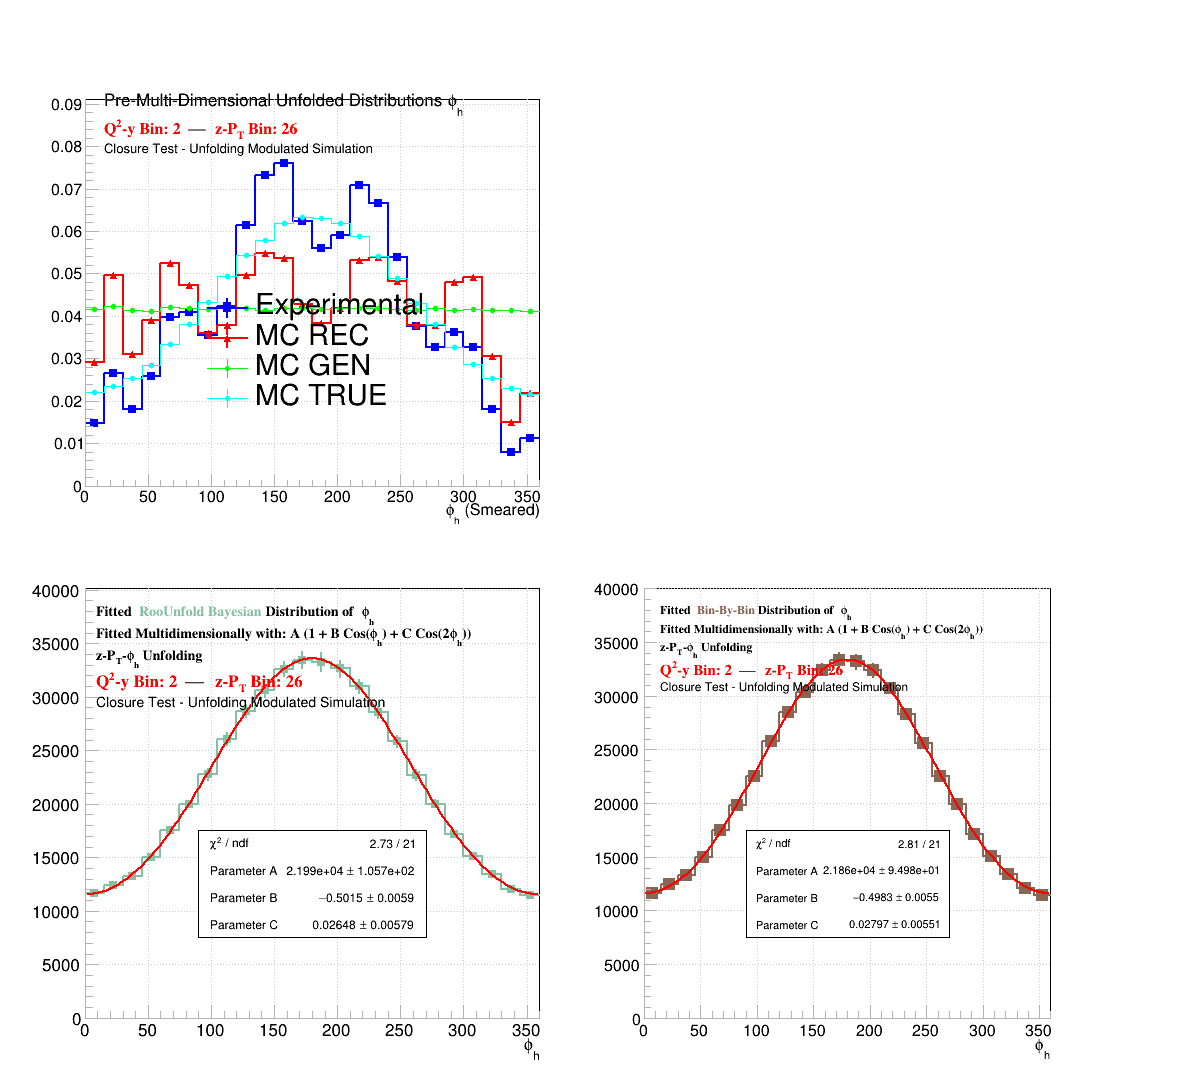 Pre-Multi-Dimensional Unfolded Distributions ϕh
Q2-y Bin: 2 — z-PT Bin: 26
Closure Test - Unfolding Modulated Simulation
0.09
0.08
0.07
0.06
0.05
0.04
0.03
0.02
0.01
0
Experimental
MC REC
MC GEN
MC TRUE
0 50 100 150 200 250 300 350
ϕh (Smeared)
Fitted RooUnfold Bayesian Distribution of ϕh
Fitted Multidimensionally with: A (1 + B Cos(ϕh) + C Cos(2ϕh))
z-PT-ϕh Unfolding
Q2-y Bin: 2 — z-PT Bin: 26
Closure Test - Unfolding Modulated Simulation
40000
35000
30000
25000
20000
15000
10000
5000
0
χ2 / ndf 2.73 / 21
Parameter A 2.199e+04 ± 1.057e+02
Parameter B −0.5015 ± 0.0059
Parameter C 0.02648 ± 0.00579
0 50 100 150 200 250 300 350
ϕh
Fitted Bin-By-Bin Distribution of ϕh
Fitted Multidimensionally with: A (1 + B Cos(ϕh) + C Cos(2ϕh))
z-PT-ϕh Unfolding
Q2-y Bin: 2 — z-PT Bin: 26
Closure Test - Unfolding Modulated Simulation
40000
35000
30000
25000
20000
15000
10000
5000
0
χ2 / ndf 2.81 / 21
Parameter A 2.186e+04 ± 9.498e+01
Parameter B −0.4983 ± 0.0055
Parameter C 0.02797 ± 0.00551
0 50 100 150 200 250 300 350
ϕh